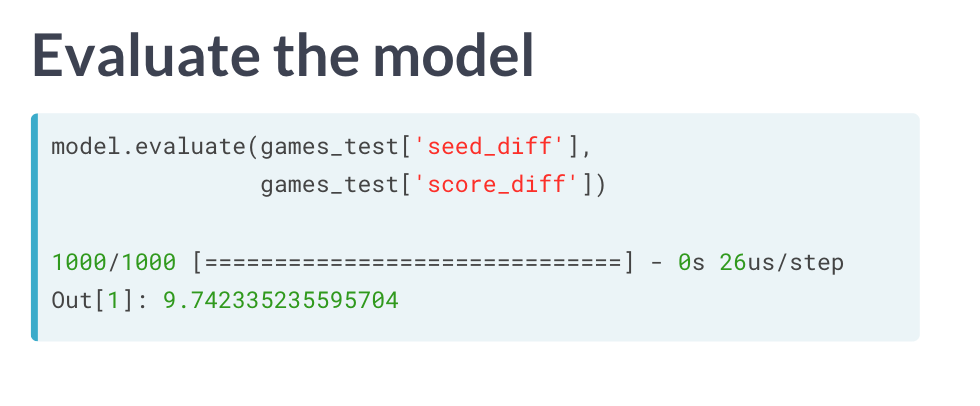 Evaluate the model
model.evaluate(games_test['seed_diff'],
               games_test['score_diff'])
1000/1000 [==============================] - 0s 26us/step
Out[1]: 9.742335235595704